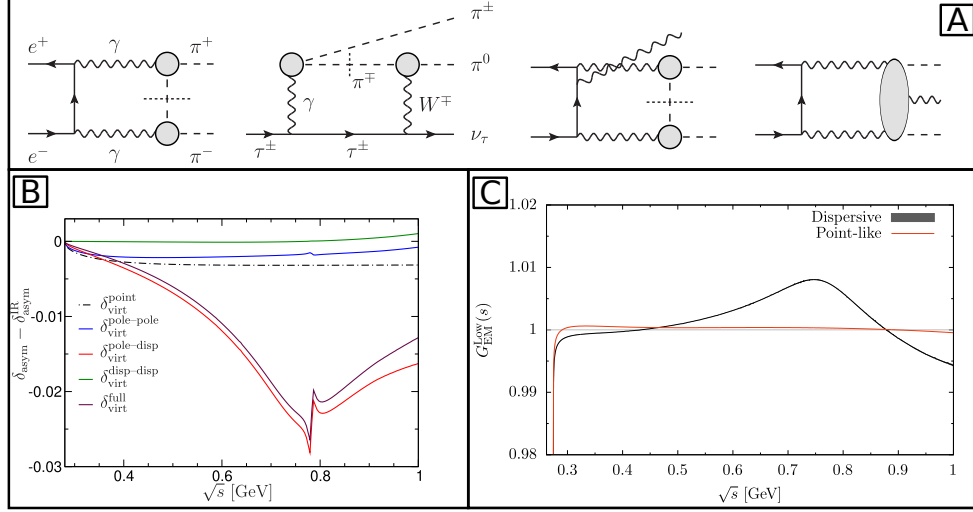 A
e+ γ π+
e− γ π−
π±
π0
γ π∓ W∓
τ± τ± ντ
B
0
-0.01
-0.02
-0.03
δasym − δIRasym
δpointvirt
δpole–polevirt
δpole–dispvirt
δdisp–dispvirt
δfullvirt
0.4 0.6 0.8 1
√s [GeV]
C
1.02
1.01
1
0.99
0.98
GLowEM(s)
Dispersive
Point-like
0.3 0.4 0.5 0.6 0.7 0.8 0.9 1
√s [GeV]